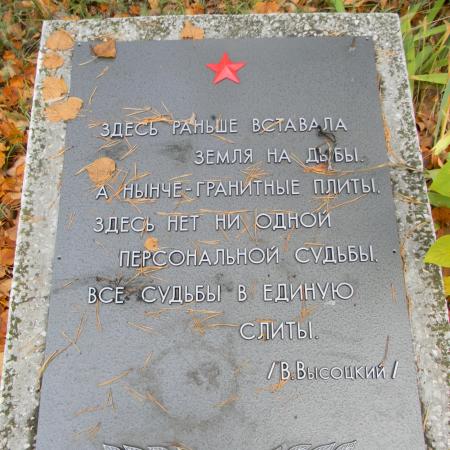 ЗДЕСЬ РАНЬШЕ ВСТАВАЛА
ЗЕМЛЯ НА ДЫБЫ.
А НЫНЧЕ-ГРАНИТНЫЕ ПЛИТЫ.
ЗДЕСЬ НЕТ НИ ОДНОЙ
ПЕРСОНАЛЬНОЙ СУДЬБЫ.
ВСЕ СУДЬБЫ В ЕДИНУЮ
СЛИТЫ.
/В.ВЫСОЦКИЙ/